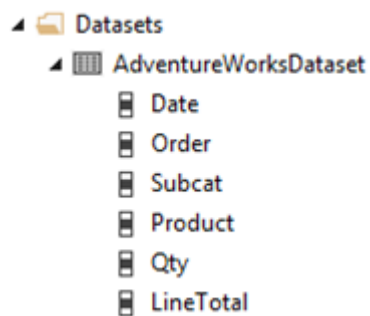 Datasets
AdventureWorksDataset
Date
Order
Subcat
Product
Qty
LineTotal